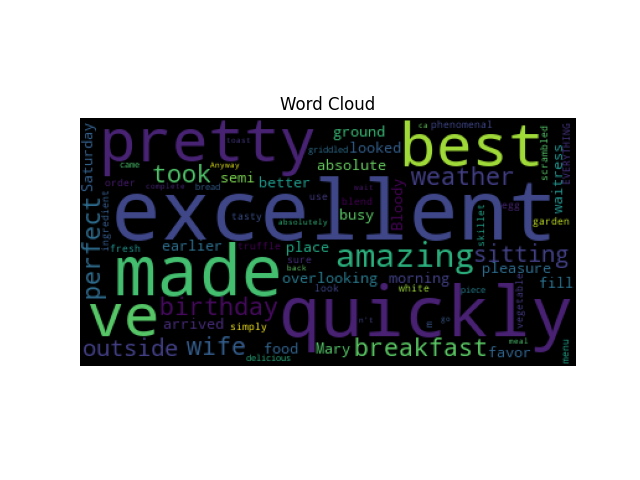 Word Cloud
pretty
best
ca phenomenal
ground
toast
griddled looked
scrambled
EVERYTHING
Saturday
came
took
Anyway
semi
absolute
weather
waitress
order
complete
bread
better
use
wait
blend
Bloody
excellent
egg
skillet
garden
ingredient
tasty
busy
absolutely
perfect
fresh
earlier
truffle
place
amazing
sitting
made
sure
back
overlooking
morning
pleasure
look
white
piece
fill
vegetable
ve
birthday
quickly
arrived
simply
n't
e
go
outside
wife
food
delicious
Mary
breakfast
meal
favor
menu